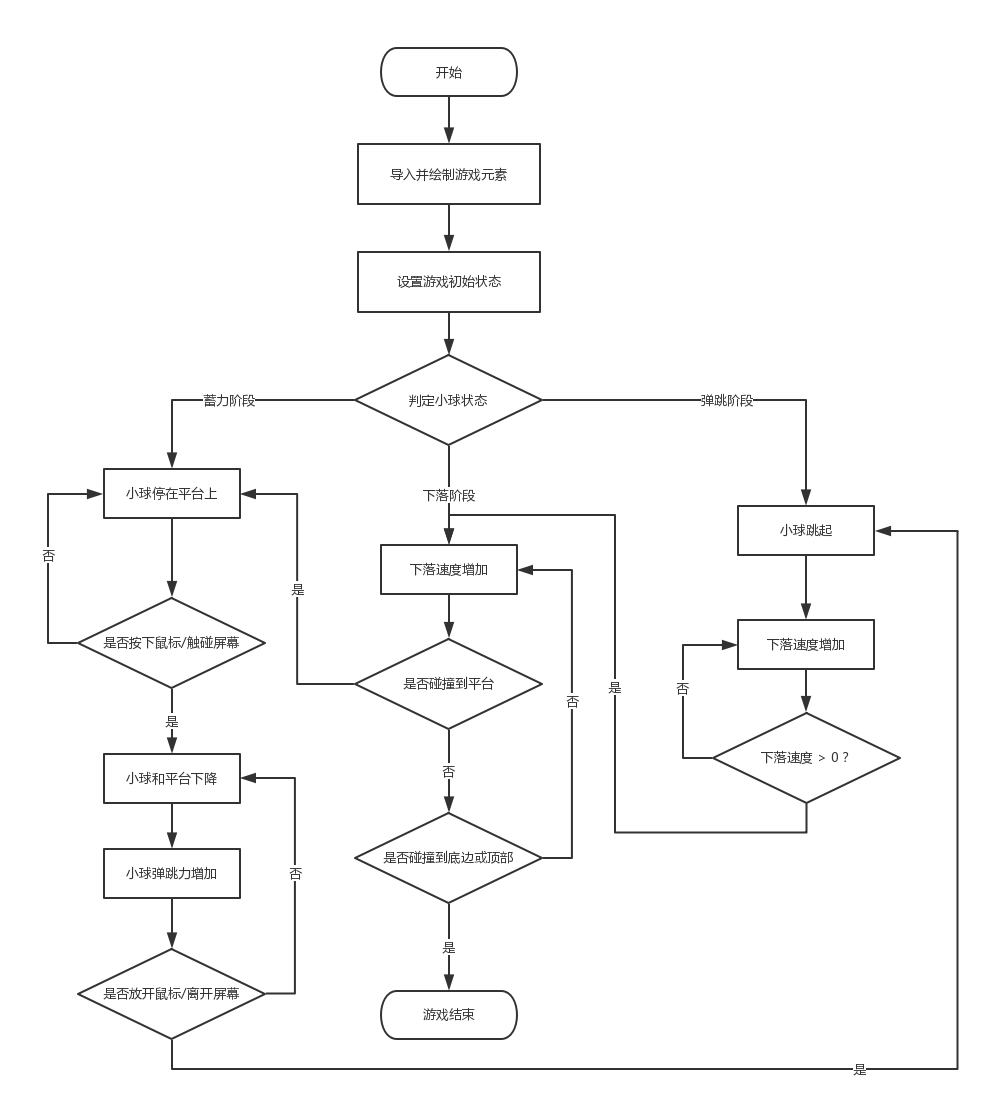 开始
导入并绘制游戏元素
设置游戏初始状态
判定小球状态
蓄力阶段
弹跳阶段
下落阶段
小球停在平台上
否
是否按下鼠标/触碰屏幕
是
小球和平台下降
小球弹跳力增加
否
是否放开鼠标/离开屏幕
是
是
下落速度增加
是否碰撞到平台
否
否
是否碰撞到底边或顶部
是
游戏结束
是
小球跳起
下落速度增加
否
下落速度 > 0 ?